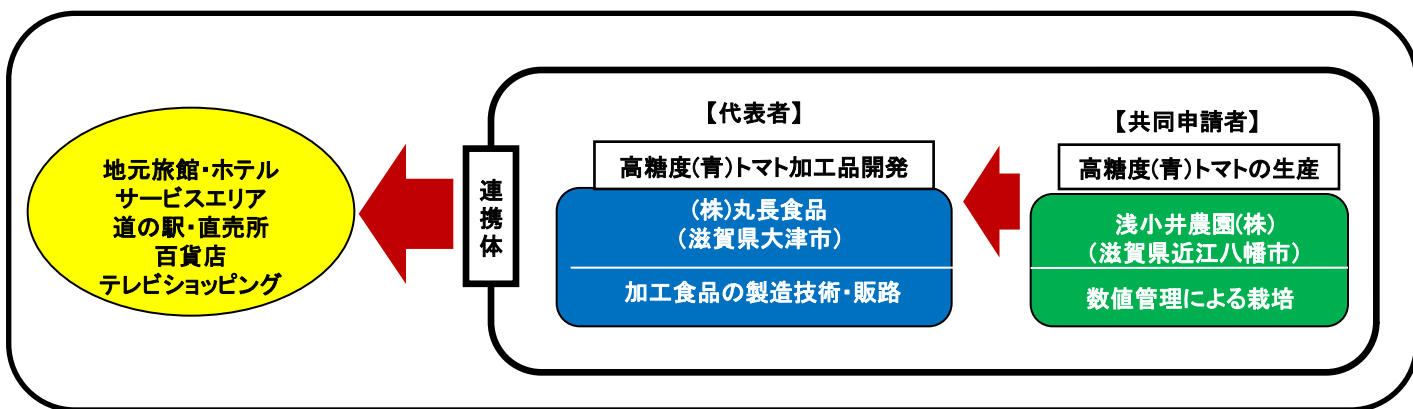 地元旅館・ホテル
サービスエリア
道の駅・直売所
百貨店
テレビショッピング
連携体
【代表者】
高糖度(青)トマト加工品開発
(株)丸長食品
(滋賀県大津市)
加工食品の製造技術・販路
【共同申請者】
高糖度(青)トマトの生産
浅小井農園(株)
(滋賀県近江八幡市)
数値管理による栽培